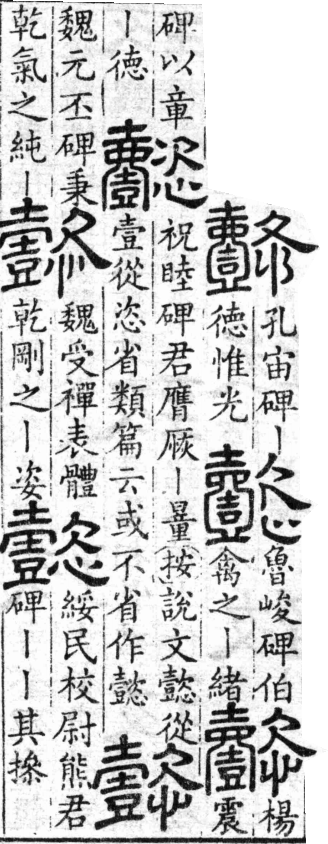 懿
孔宙碑丨
德惟光
懿
魯峻碑伯
禽之丨緒
懿
楊
震
碑以章
丨德
懿
祝睦碑君膺厥丨量按說文懿從
壹從恣省類篇云或不省作懿
懿
魏元丕碑秉
乾氣之純丨
懿
魏受禪表體
乾剛之丨姿
懿
綏民校尉熊君
碑丨丨其操